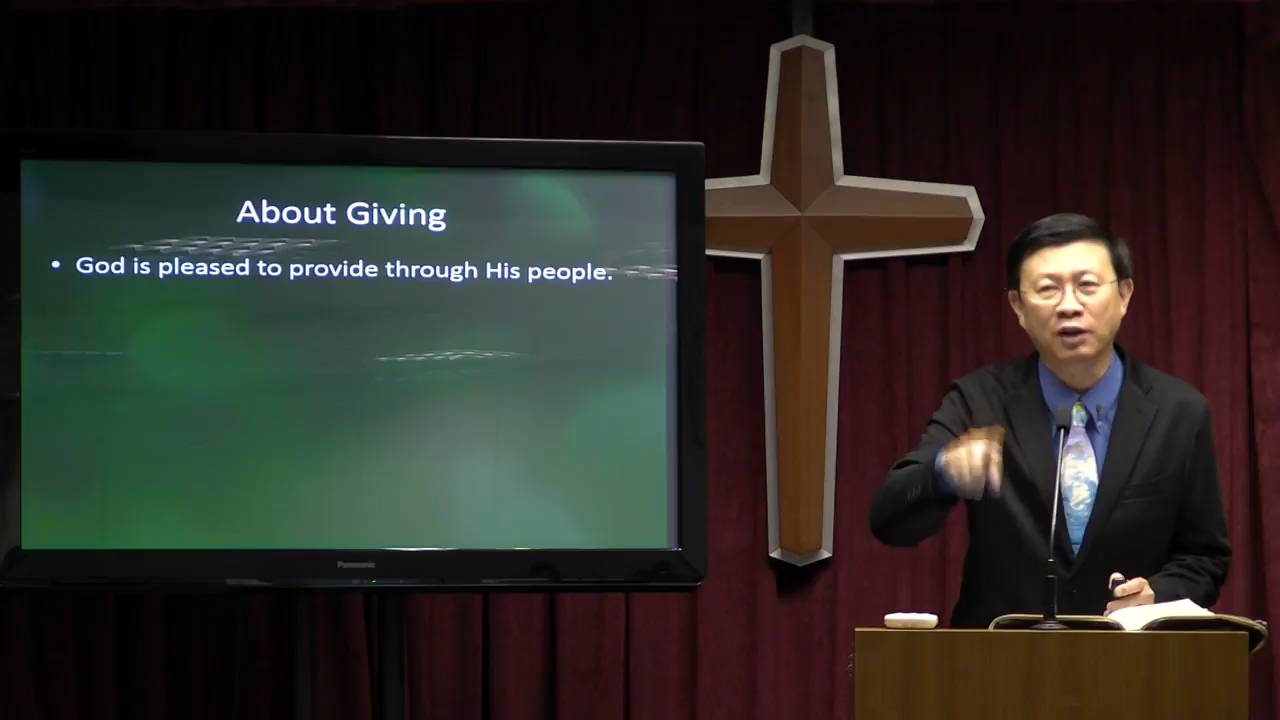 About Giving
• God is pleased to provide through His people.
Panasonic